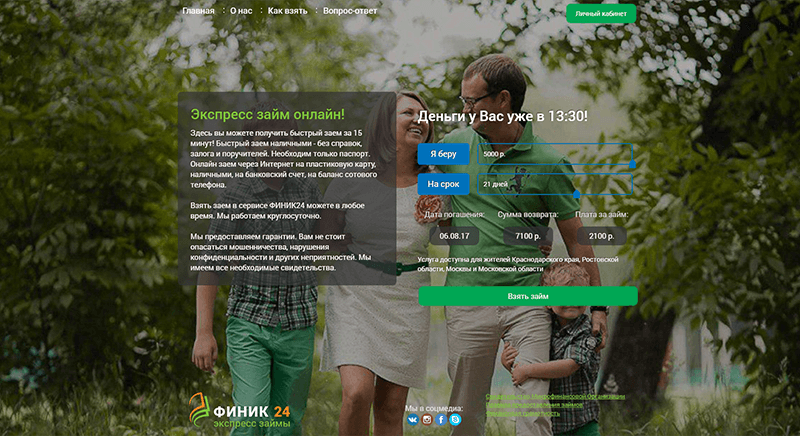 Главная : О нас : Как взять : Вопрос-ответ
Личный кабинет
Экспресс займ онлайн!
Здесь вы можете получить быстрый заем за 15
минут! Быстрый заем наличными - без справок,
залога и поручителей. Необходим только паспорт.
Онлайн заем через Интернет на пластиковую карту,
наличными, на банковский счет, на баланс сотового
телефона.
Взять заем в сервисе ФИНИК24 можете в любое
время. Мы работаем круглосуточно.
Мы предоставляем гарантии. Вам не стоит
опасаться мошенничества, нарушения
конфиденциальности и других неприятностей. Мы
имеем все необходимые свидетельства.
Деньги у Вас уже в 13:30!
Я беру 5000 р.
На срок 21 дней
Дата погашения: Сумма возврата: Плата за займ:
06.08.17 7100 р. 2100 р.
Услуга доступна для жителей Краснодарского края, Ростовской
области, Москвы и Московской области
Взять займ
ФИНИК 24
экспресс займы
Мы в соцмедиа:
Микрофинансовой Организации
займов